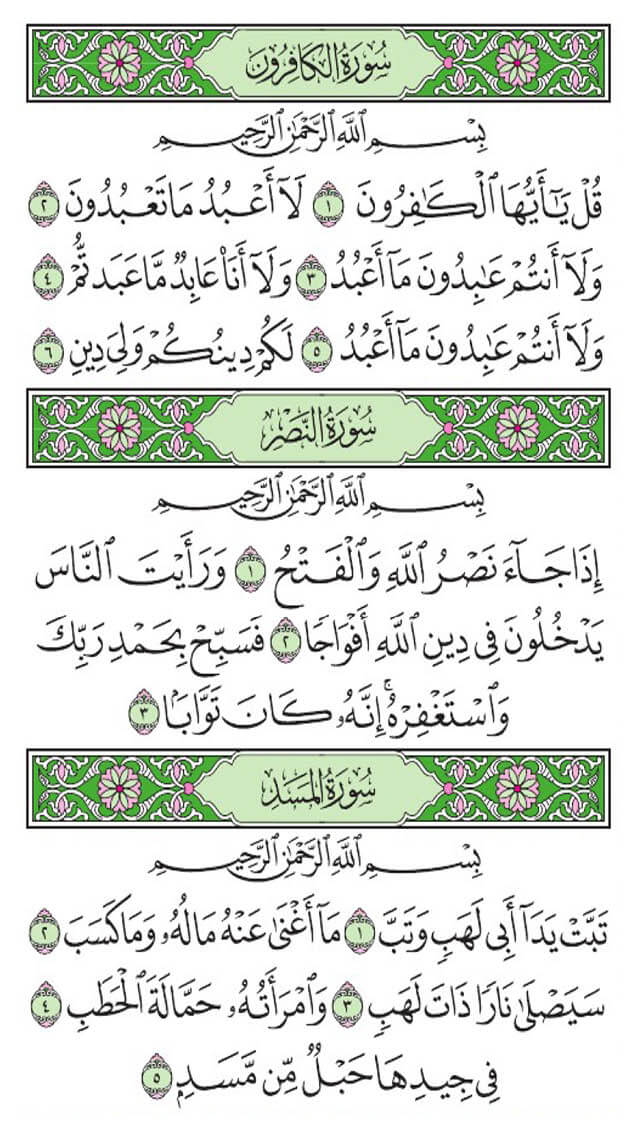 سُورَةُ الكَافِرُونَ
بِسْمِ ٱللَّهِ ٱلرَّحْمَٰنِ ٱلرَّحِيمِ
قُلْ يَٰٓأَيُّهَا ٱلْكَٰفِرُونَ ١ لَآ أَعْبُدُ مَا تَعْبُدُونَ ٢
وَلَآ أَنتُمْ عَٰبِدُونَ مَآ أَعْبُدُ ٣ وَلَآ أَنَا۠ عَابِدٌ مَّا عَبَدتُّمْ ٤
وَلَآ أَنتُمْ عَٰبِدُونَ مَآ أَعْبُدُ ٥ لَكُمْ دِينُكُمْ وَلِيَ دِينِ ٦
سُورَةُ النَّصْرِ
بِسْمِ ٱللَّهِ ٱلرَّحْمَٰنِ ٱلرَّحِيمِ
إِذَا جَآءَ نَصْرُ ٱللَّهِ وَٱلْفَتْحُ ١ وَرَأَيْتَ ٱلنَّاسَ
يَدْخُلُونَ فِى دِينِ ٱللَّهِ أَفْوَاجًا ٢ فَسَبِّحْ بِحَمْدِ رَبِّكَ
وَٱسْتَغْفِرْهُ ۚ إِنَّهُۥ كَانَ تَوَّابًۢا ٣
سُورَةُ المَسَدِ
بِسْمِ ٱللَّهِ ٱلرَّحْمَٰنِ ٱلرَّحِيمِ
تَبَّتْ يَدَآ أَبِى لَهَبٍ وَتَبَّ ١ مَآ أَغْنَىٰ عَنْهُ مَالُهُۥ وَمَا كَسَبَ ٢
سَيَصْلَىٰ نَارًا ذَاتَ لَهَبٍ ٣ وَٱمْرَأَتُهُۥ حَمَّالَةَ ٱلْحَطَبِ ٤
فِى جِيدِهَا حَبْلٌ مِّن مَّسَدٍۭ ٥